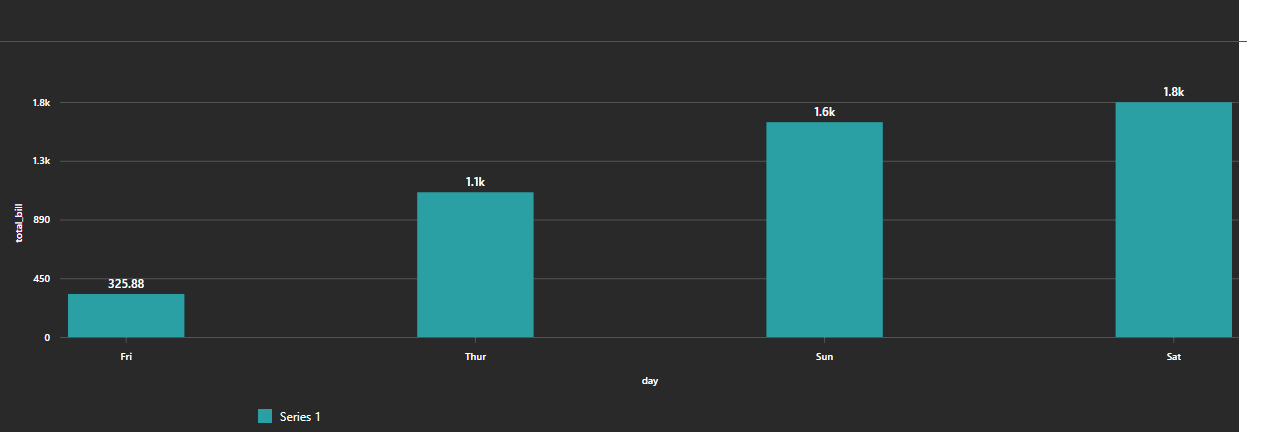 1.8k
1.8k
1.6k
1.3k
1.1k
total_bill
890
450
325.88
0
Fri Thur Sun Sat
day
Series 1